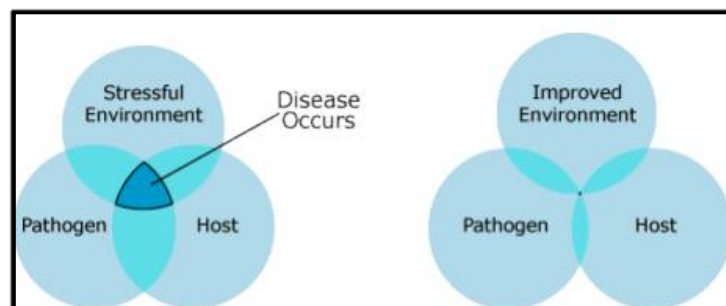 Stressful
Environment
Disease
Occurs
Pathogen
Host
Improved
Environment
Pathogen
Host